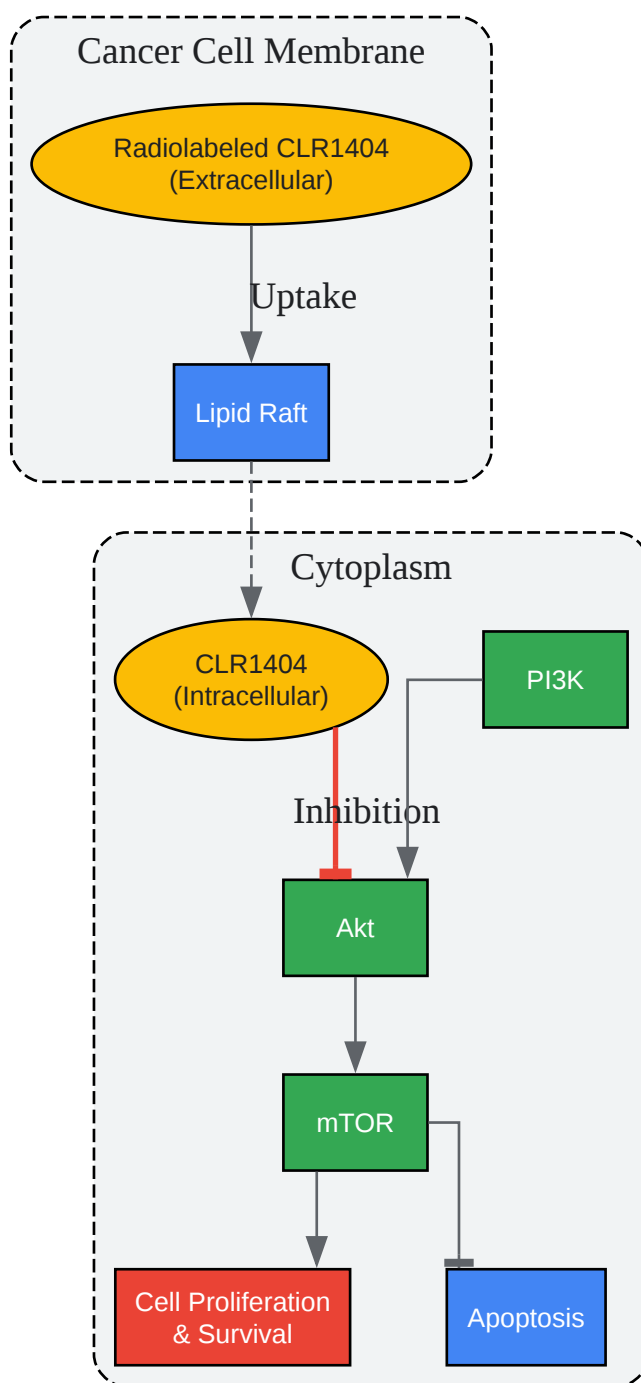 Cancer Cell Membrane
Radiolabeled CLR1404
(Extracellular)
Uptake
Lipid Raft
Cytoplasm
CLR1404
(Intracellular)
PI3K
Inhibition
Akt
mTOR
Cell Proliferation
& Survival
Apoptosis